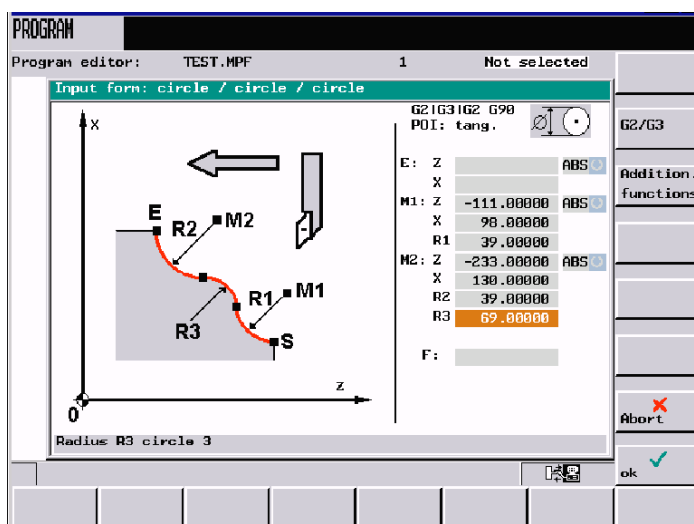 PROGRAM
Program editor: TEST.MPF 1 Not selected
Input form: circle / circle / circle
G2|G3|G2 G90
POI: tang.
G2/G3
Addition.
functions
X
E: Z ABS
X
M1: Z -111.00000 ABS
X 98.00000
R1 39.00000
M2: Z -233.00000 ABS
X 130.00000
R2 39.00000
R3 69.00000
F:
E
R2
M2
R1
M1
R3
S
Z
0
Radius R3 circle 3
Abort
ok